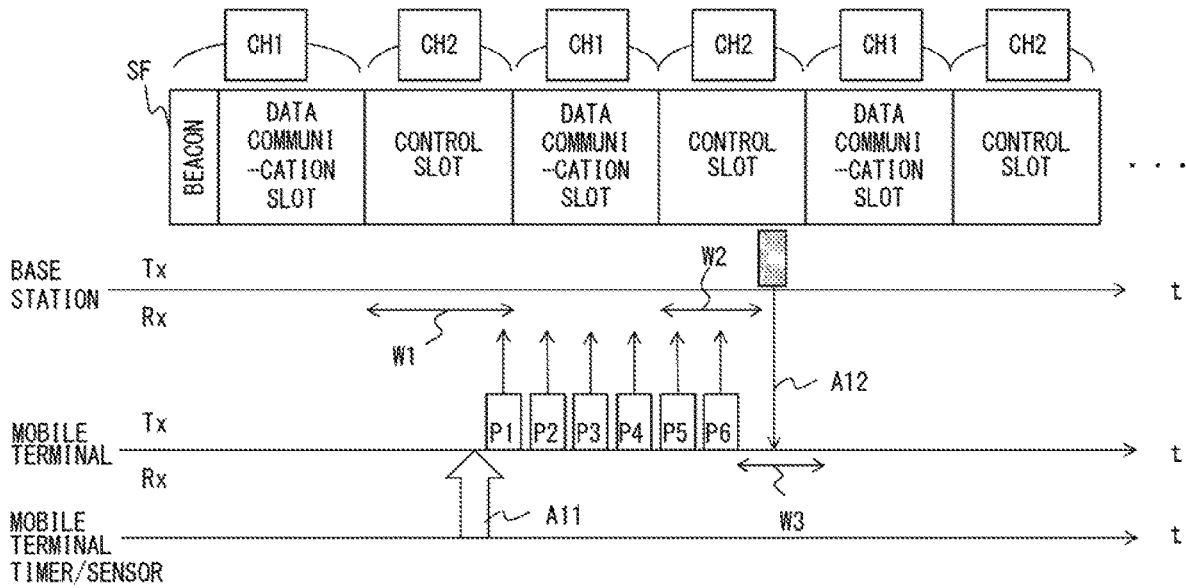 CH1 CH2 CH1 CH2 CH1 CH2
SF
BEACON
DATA
COMMUNI
-CATION
SLOT
CONTROL
SLOT
DATA
COMMUNI
-CATION
SLOT
CONTROL
SLOT
DATA
COMMUNI
-CATION
SLOT
CONTROL
SLOT
. . .
BASE
STATION
Tx
Rx
t
W1
W2
A12
MOBILE
TERMINAL
Tx
Rx
P1 P2 P3 P4 P5 P6
t
A11
W3
MOBILE
TERMINAL
TIMER/SENSOR
t